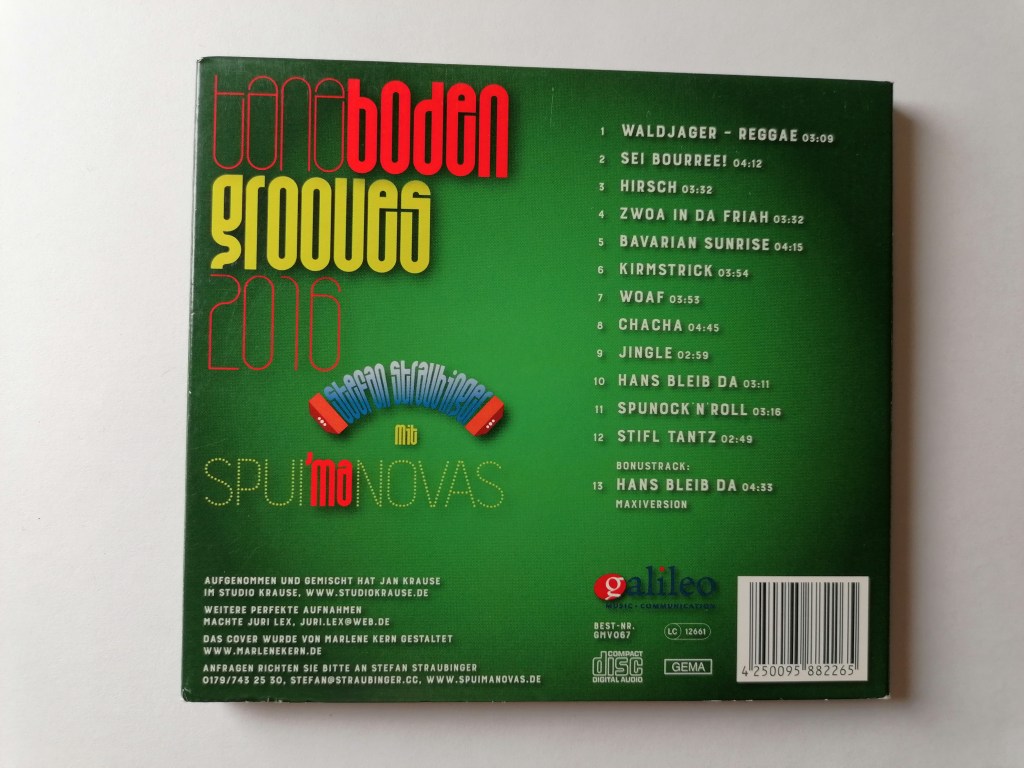 tanzboden
grooves
2016
stefan straubinger
mit
SPUI'maNOVAS
1 WALDJAGER - REGGAE 03:09
2 SEI BOURREE! 04:12
3 HIRSCH 03:32
4 ZWOA IN DA FRIAH 03:32
5 BAVARIAN SUNRISE 04:15
6 KIRMSTRICK 03:54
7 WOAF 03:53
8 CHACHA 04:45
9 JINGLE 02:59
10 HANS BLEIB DA 03:11
11 SPUNOCK'N'ROLL 03:16
12 STIFL TANTZ 02:49
BONUSTRACK:
13 HANS BLEIB DA 04:33
MAXIVERSION
AUFGENOMMEN UND GEMISCHT HAT JAN KRAUSE
IM STUDIO KRAUSE, WWW.STUDIOKRAUSE.DE
WEITERE PERFEKTE AUFNAHMEN
MACHTE JURI LEX, JURI.LEX@WEB.DE
DAS COVER WURDE VON MARLENE KERN GESTALTET
WWW.MARLENEKERN.DE
ANFRAGEN RICHTEN SIE BITTE AN STEFAN STRAUBINGER
0179/743 25 30, STEFAN@STRAUBINGER.CC, WWW.SPUIMANOVAS.DE
galileo
MUSIC • COMMUNICATION
BEST-NR.
GMV067
LC 12661
COMPACT
disc
DIGITAL AUDIO
GEMA
4 250095 882265